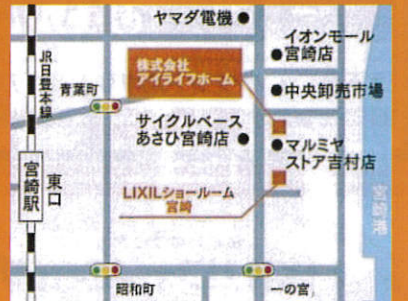 ヤマダ電機
イオンモール
宮崎店
株式会社
アイライフホーム
JR日豊本線
青葉町
中央卸売市場
サイクルベース
あさひ宮崎店
マルミヤ
ストア吉村店
宮崎駅
東口
LIXILショールーム
宮崎
昭和町
一の宮